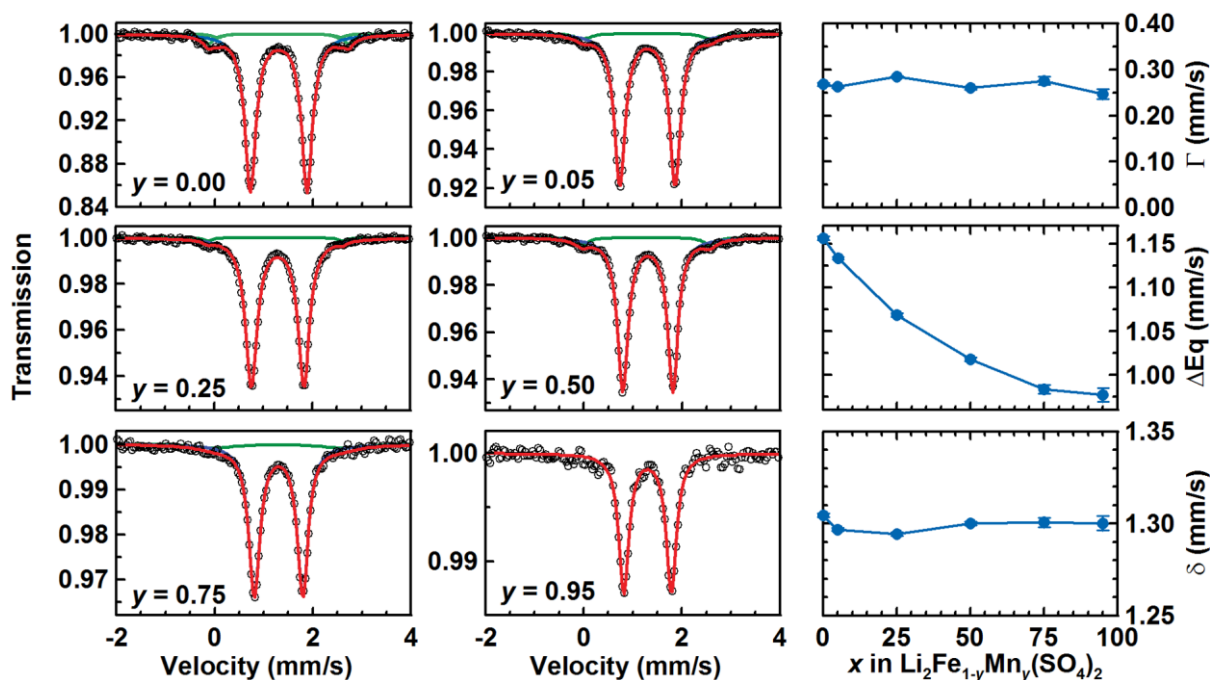 Transmission
1.00
0.96
0.92
0.88
0.84
y = 0.00
1.00
0.98
0.96
0.94
0.92
y = 0.05
0.40
0.30
0.20
0.10
0.00
Γ (mm/s)
1.00
0.98
0.96
0.94
y = 0.25
1.00
0.98
0.96
0.94
y = 0.50
1.15
1.10
1.05
1.00
ΔEq (mm/s)
1.00
0.99
0.98
0.97
y = 0.75
-2 0 2 4
Velocity (mm/s)
1.00
0.99
y = 0.95
-2 0 2 4
Velocity (mm/s)
1.35
1.30
1.25
δ (mm/s)
0 25 50 75 100
x in Li₂Fe₁₋yMny(SO₄)₂